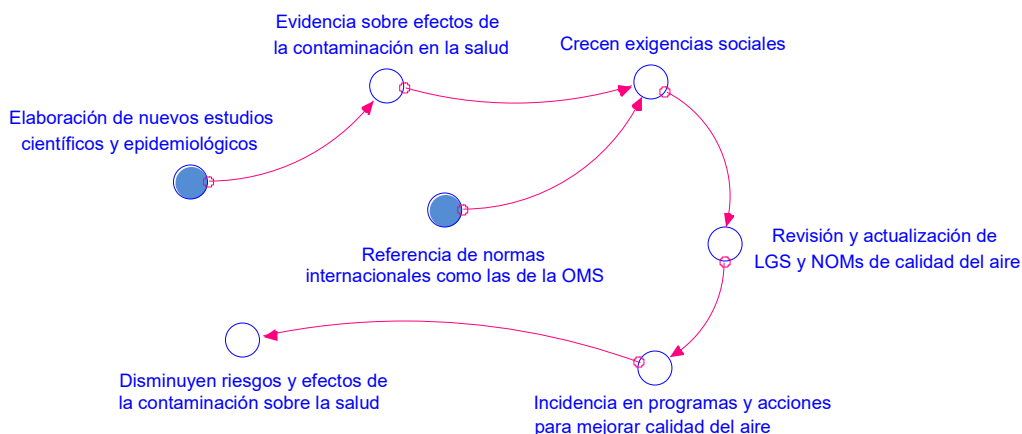 Evidencia sobre efectos de
la contaminación en la salud
Crecen exigencias sociales
Elaboración de nuevos estudios
científicos y epidemiológicos
Referencia de normas
internacionales como las de la OMS
Revisión y actualización de
LGS y NOMs de calidad del aire
Disminuyen riesgos y efectos de
la contaminación sobre la salud
Incidencia en programas y acciones
para mejorar calidad del aire